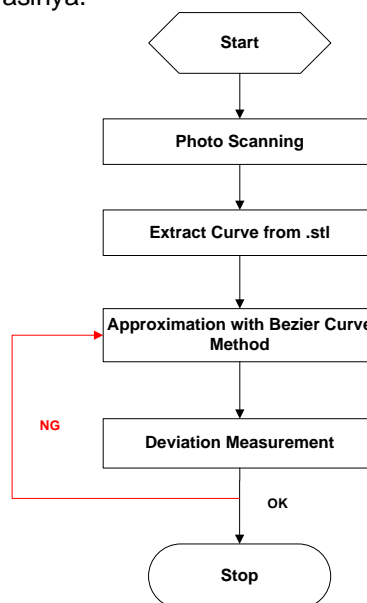 Start
Photo Scanning
Extract Curve from .stl
Approximation with Bezier Curve
Method
NG
Deviation Measurement
OK
Stop